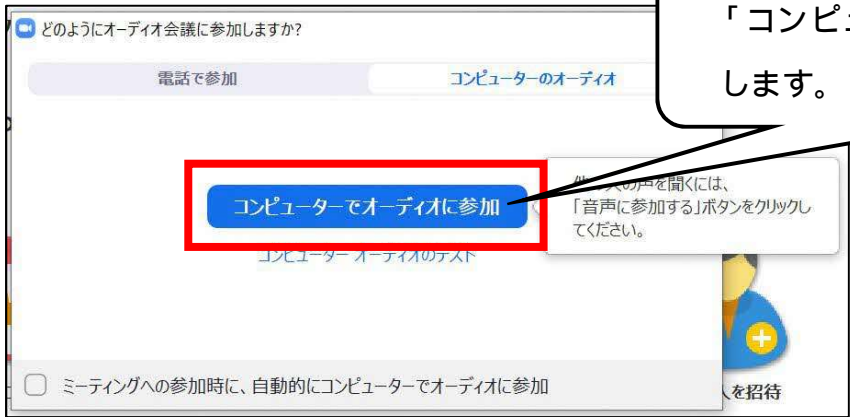 どのようにオーディオ会議に参加しますか?
「コンピュ
します。
電話で参加
コンピューターのオーディオ
コンピューターでオーディオに参加
の声を聞くには、
「音声に参加する」ボタンをクリックし
てください。
コンピューター オーディオのテスト
ミーティングへの参加時に、自動的にコンピューターでオーディオに参加
を招待